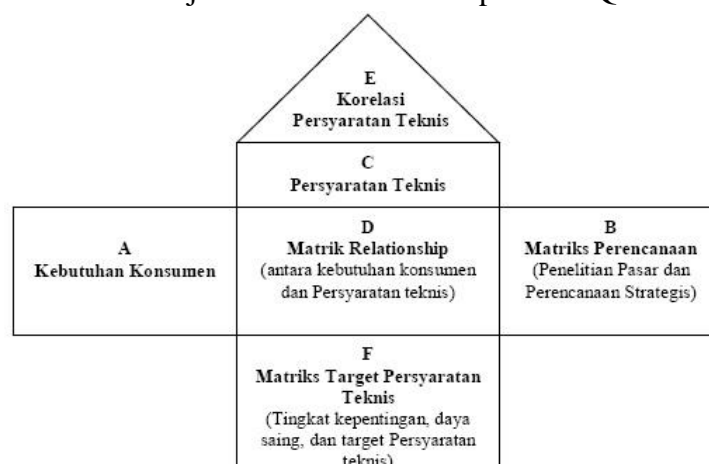 E
Korelasi
Persyaratan Teknis
C
Persyaratan Teknis
A
Kebutuhan Konsumen
D
Matrik Relationship
(antara kebutuhan konsumen
dan Persyaratan teknis)
B
Matriks Perencanaan
(Penelitian Pasar dan
Perencanaan Strategis)
F
Matriks Target Persyaratan
Teknis
(Tingkat kepentingan, daya
saing, dan target Persyaratan
teknis)